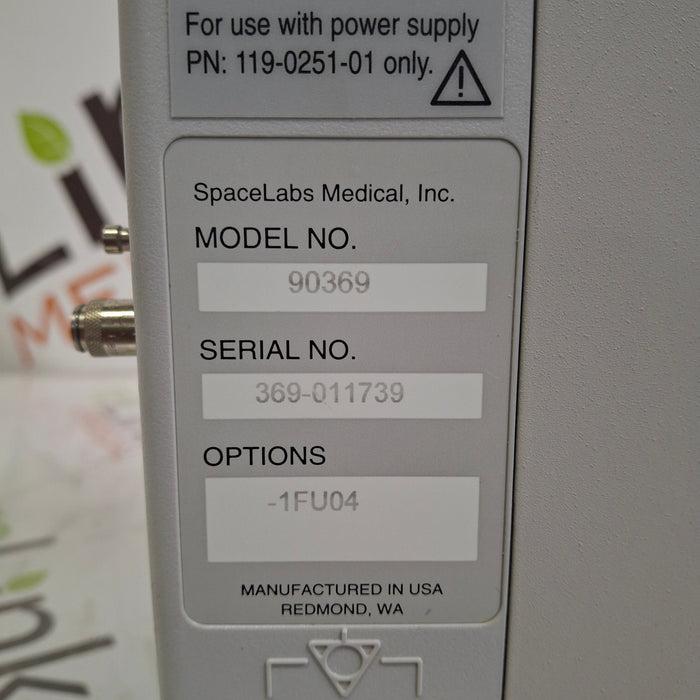 For use with power supply
PN: 119-0251-01 only.
SpaceLabs Medical, Inc.
MODEL NO.
90369
SERIAL NO.
369-011739
OPTIONS
-1FU04
MANUFACTURED IN USA
REDMOND, WA